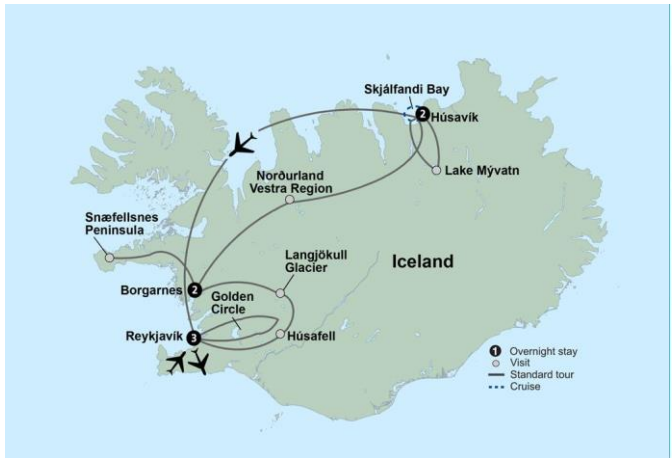 Skjálfandi Bay
2
Húsavík
Lake Mývatn
Norðurland
Vestra Region
Snæfellsnes
Peninsula
Langjökull
Glacier
Iceland
Borgarnes
2
Golden
Circle
Reykjavík
3
Húsafell
1 Overnight stay
Visit
Standard tour
Cruise